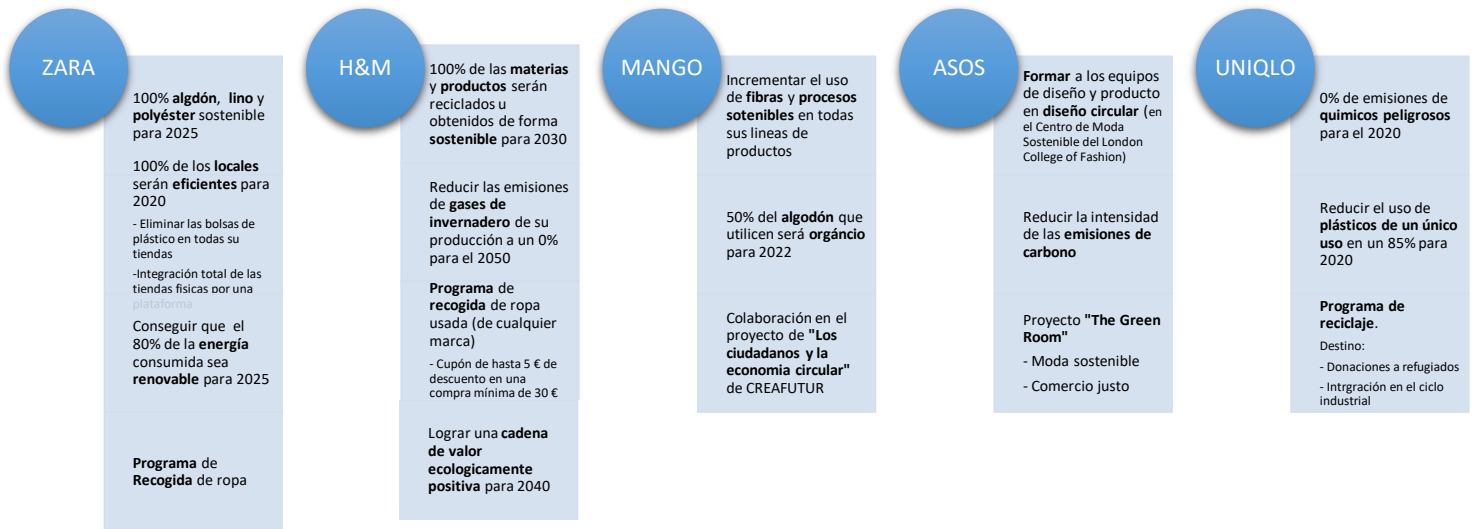 ZARA
100% algdón, lino y
polyéster sostenible
para 2025
100% de los locales
serán eficientes para
2020
- Eliminar las bolsas de
plástico en todas su
tiendas
-Integración total de las
tiendas fisicas por una
plataforma
Conseguir que el
80% de la energía
consumida sea
renovable para 2025
Programa de
Recogida de ropa
H&M
100% de las materias
y productos serán
reciclados u
obtenidos de forma
sostenible para 2030
Reducir las emisiones
de gases de
invernadero de su
producción a un 0%
para el 2050
Programa de
recogida de ropa
usada (de cualquier
marca)
- Cupón de hasta 5 € de
descuento en una
compra mínima de 30 €
Lograr una cadena
de valor
ecologicamente
positiva para 2040
MANGO
Incrementar el uso
de fibras y procesos
sotenibles en todas
sus lineas de
productos
50% del algodón que
utilicen será orgáncio
para 2022
Colaboración en el
proyecto de "Los
ciudadanos y la
economia circular"
de CREAFUTUR
ASOS
Formar a los equipos
de diseño y producto
en diseño circular (en
el Centro de Moda
Sostenible del London
College of Fashion)
Reducir la intensidad
de las emisiones de
carbono
Proyecto "The Green
Room"
- Moda sostenible
- Comercio justo
UNIQLO
0% de emisiones de
quimicos peligrosos
para el 2020
Reducir el uso de
plásticos de un único
uso en un 85% para
2020
Programa de
reciclaje.
Destino:
- Donaciones a refugiados
- Intrgración en el ciclo
industrial